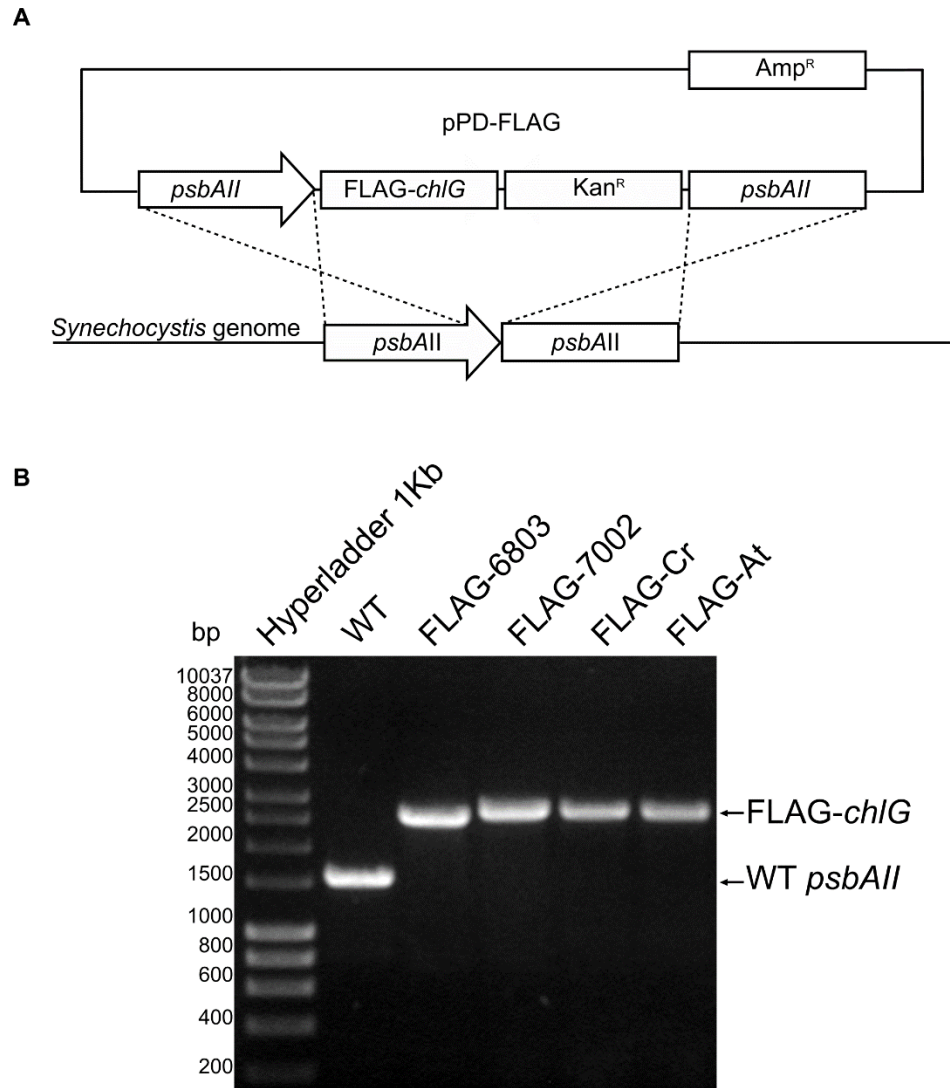 A
Amp^R
pPD-FLAG
psbAII FLAG-chlG Kan^R psbAII
Synechocystis genome
psbAII psbAII
B
bp Hyperladder 1Kb WT FLAG-6803 FLAG-7002 FLAG-Cr FLAG-At
10037
8000
6000
5000
4000
3000
2500
2000
1500
1000
800
600
400
200
FLAG-chlG
WT psbAII